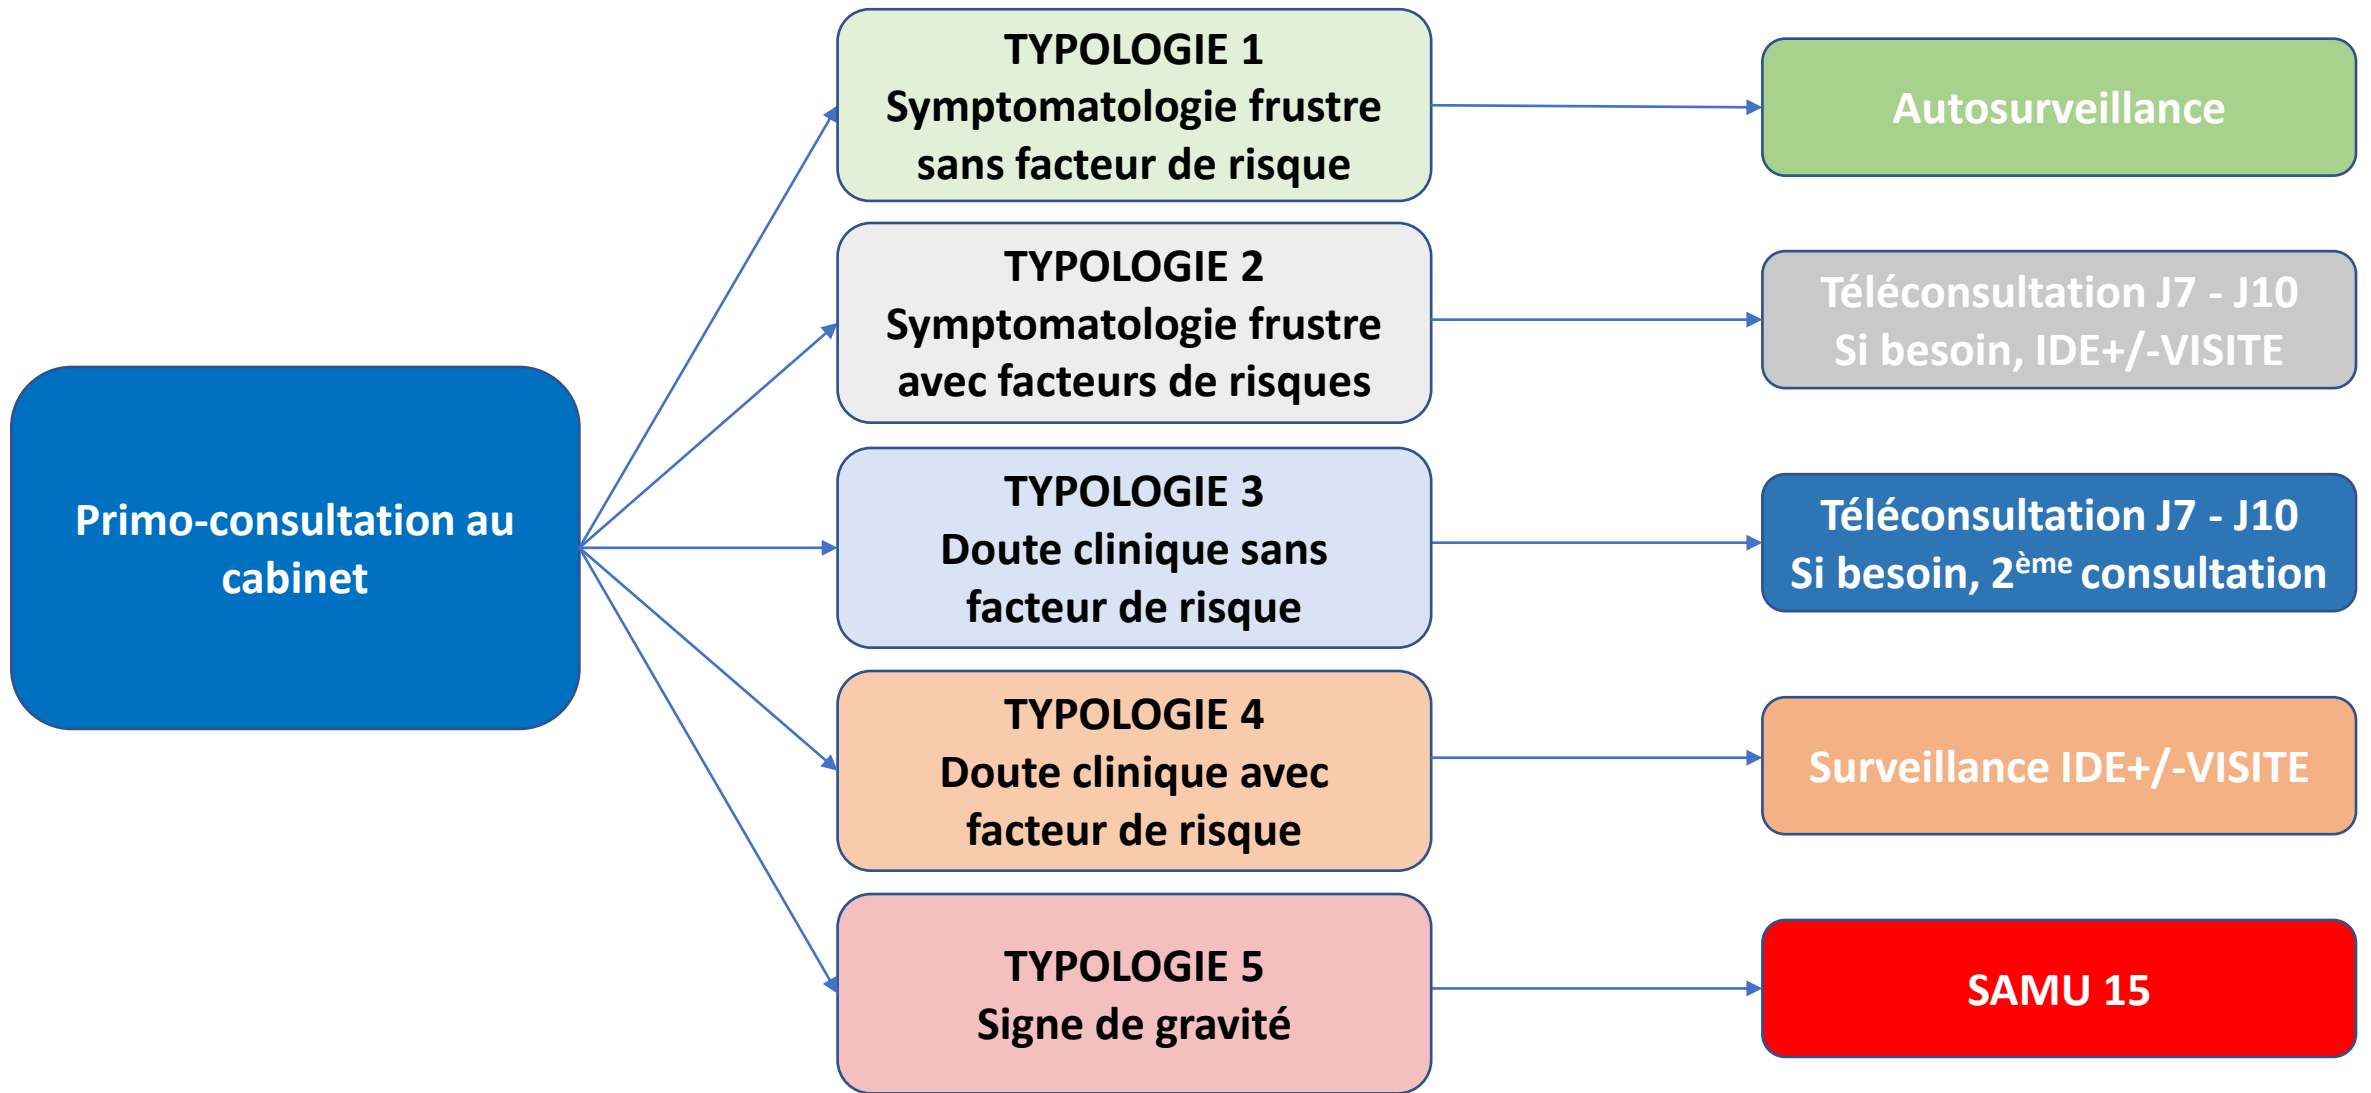 Primo-consultation au
cabinet
TYPOLOGIE 1
Symptomatologie frustre
sans facteur de risque
Autosurveillance
TYPOLOGIE 2
Symptomatologie frustre
avec facteurs de risques
Téléconsultation J7 - J10
Si besoin, IDE+/-VISITE
TYPOLOGIE 3
Doute clinique sans
facteur de risque
Téléconsultation J7 - J10
Si besoin, 2ème consultation
TYPOLOGIE 4
Doute clinique avec
facteur de risque
Surveillance IDE+/-VISITE
TYPOLOGIE 5
Signe de gravité
SAMU 15